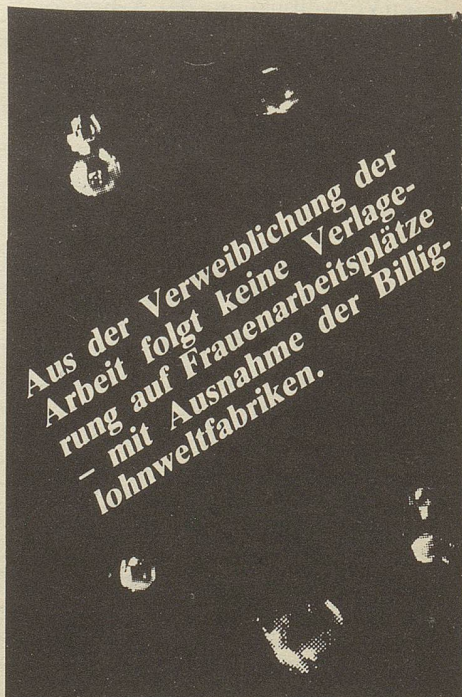 Aus der Verweiblichung der
Arbeit folgt keine Verlage-
rung auf Frauenarbeitsplätze
– mit Ausnahme der Billig-
lohnweltfabriken.